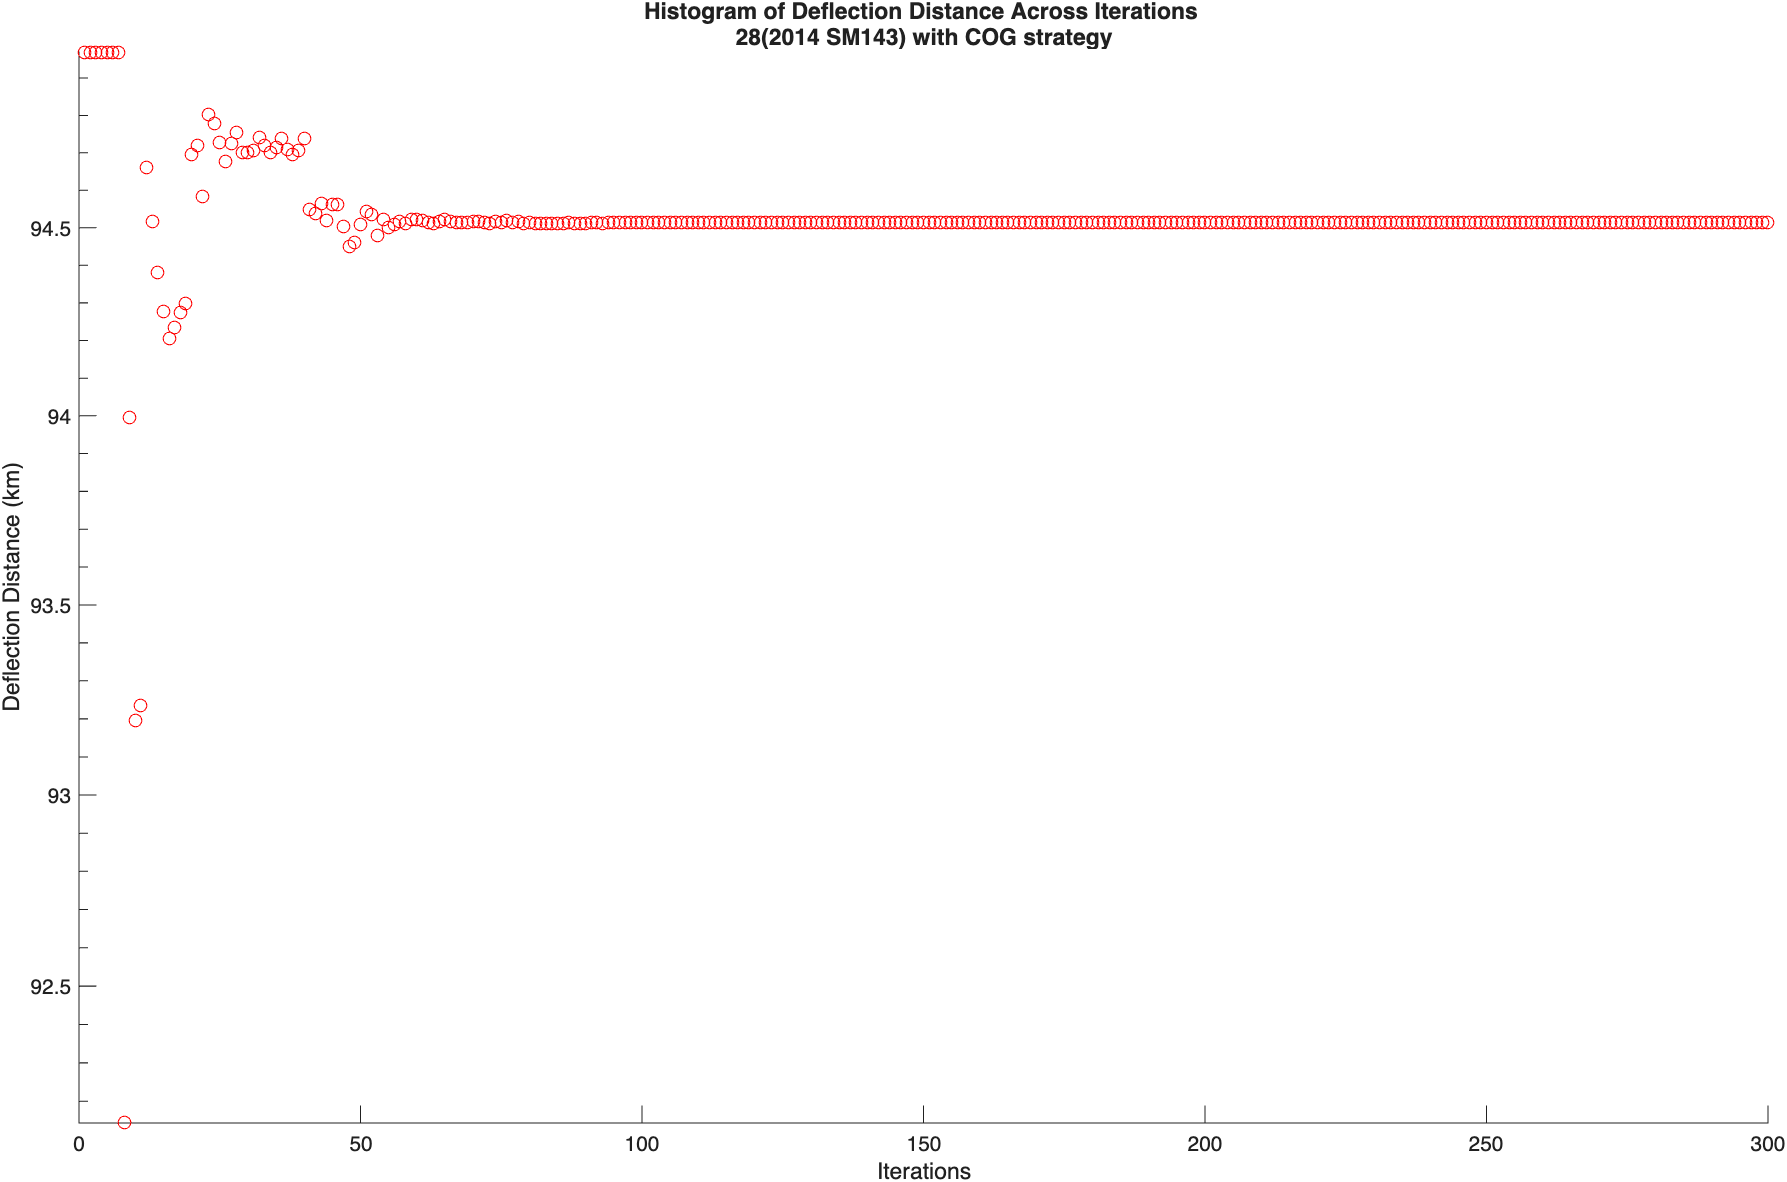 Histogram of Deflection Distance Across Iterations
28(2014 SM143) with COG strategy
Deflection Distance (km)
94.5
94
93.5
93
92.5
0 50 100 150 200 250 300
Iterations